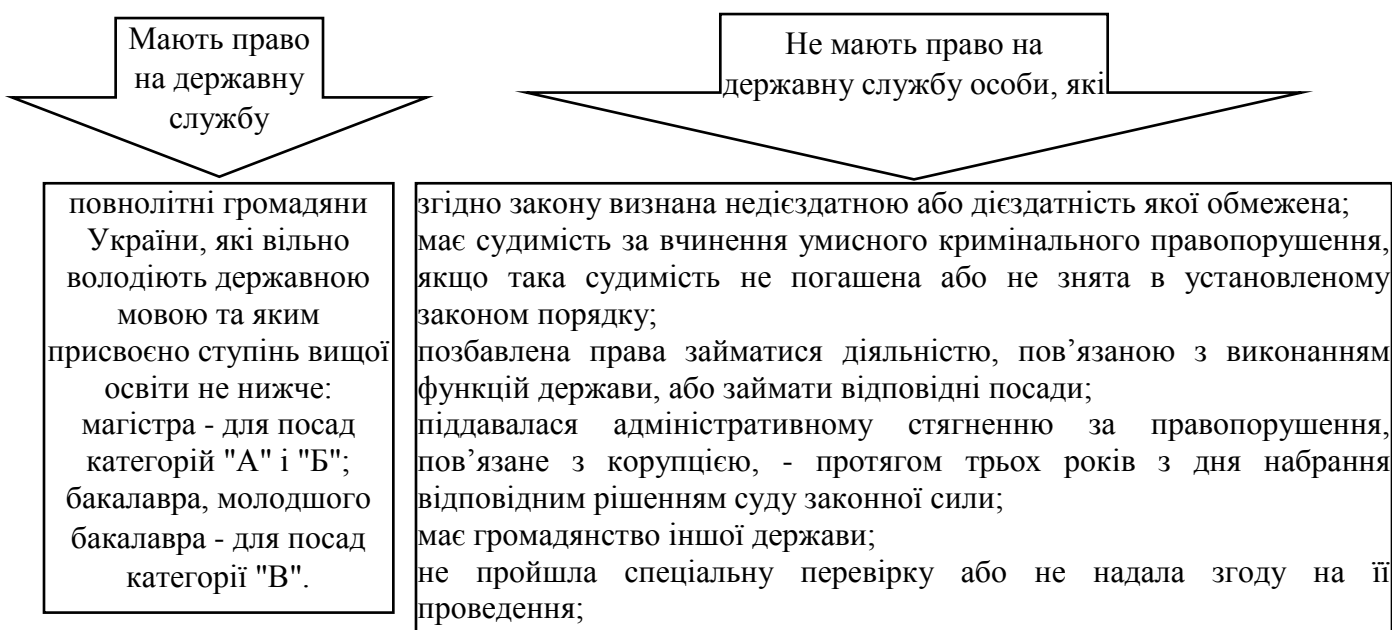 Мають право
на державну
службу
Не мають право на
державну службу особи, які
повнолітні громадяни
України, які вільно
володіють державною
мовою та яким
присвоєно ступінь вищої
освіти не нижче:
магістра - для посад
категорій "А" і "Б";
бакалавра, молодшого
бакалавра - для посад
категорії "В".
згідно закону визнана недієздатною або дієздатність якої обмежена;
має судимість за вчинення умисного кримінального правопорушення,
якщо така судимість не погашена або не знята в установленому
законом порядку;
позбавлена права займатися діяльністю, пов’язаною з виконанням
функцій держави, або займати відповідні посади;
піддавалася адміністративному стягненню за правопорушення,
пов’язане з корупцією, - протягом трьох років з дня набрання
відповідним рішенням суду законної сили;
має громадянство іншої держави;
не пройшла спеціальну перевірку або не надала згоду на її
проведення;